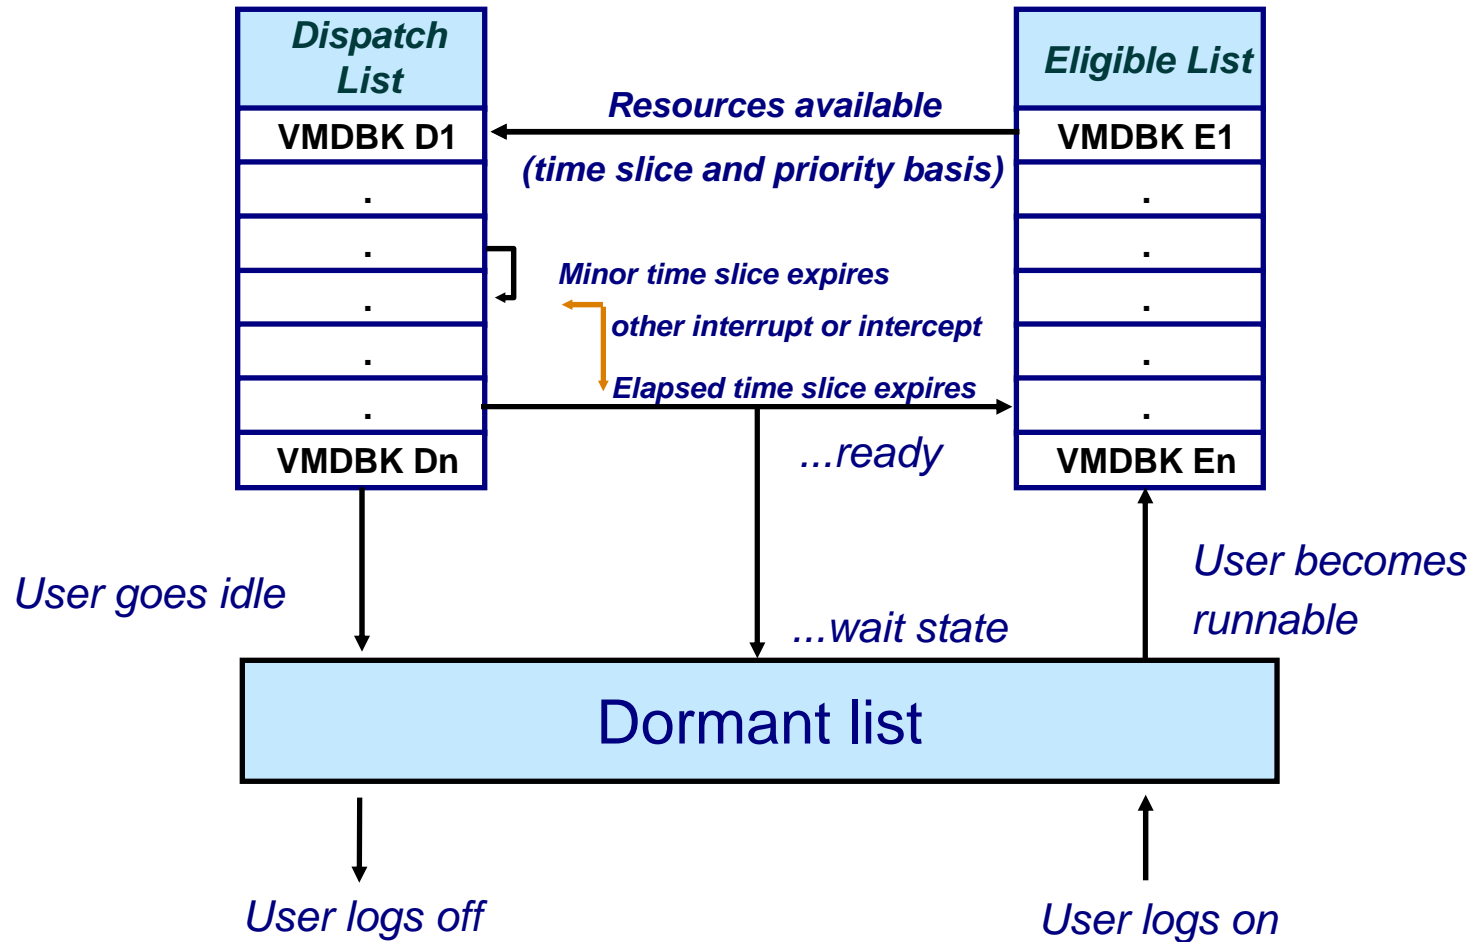 Dispatch
List
Eligible List
Resources available
VMDBK D1
VMDBK E1
(time slice and priority basis)
.
.
.
.
Minor time slice expires
.
.
other interrupt or intercept
.
.
Elapsed time slice expires
.
.
...ready
VMDBK Dn
VMDBK En
User goes idle
User becomes
runnable
...wait state
Dormant list
User logs off
User logs on